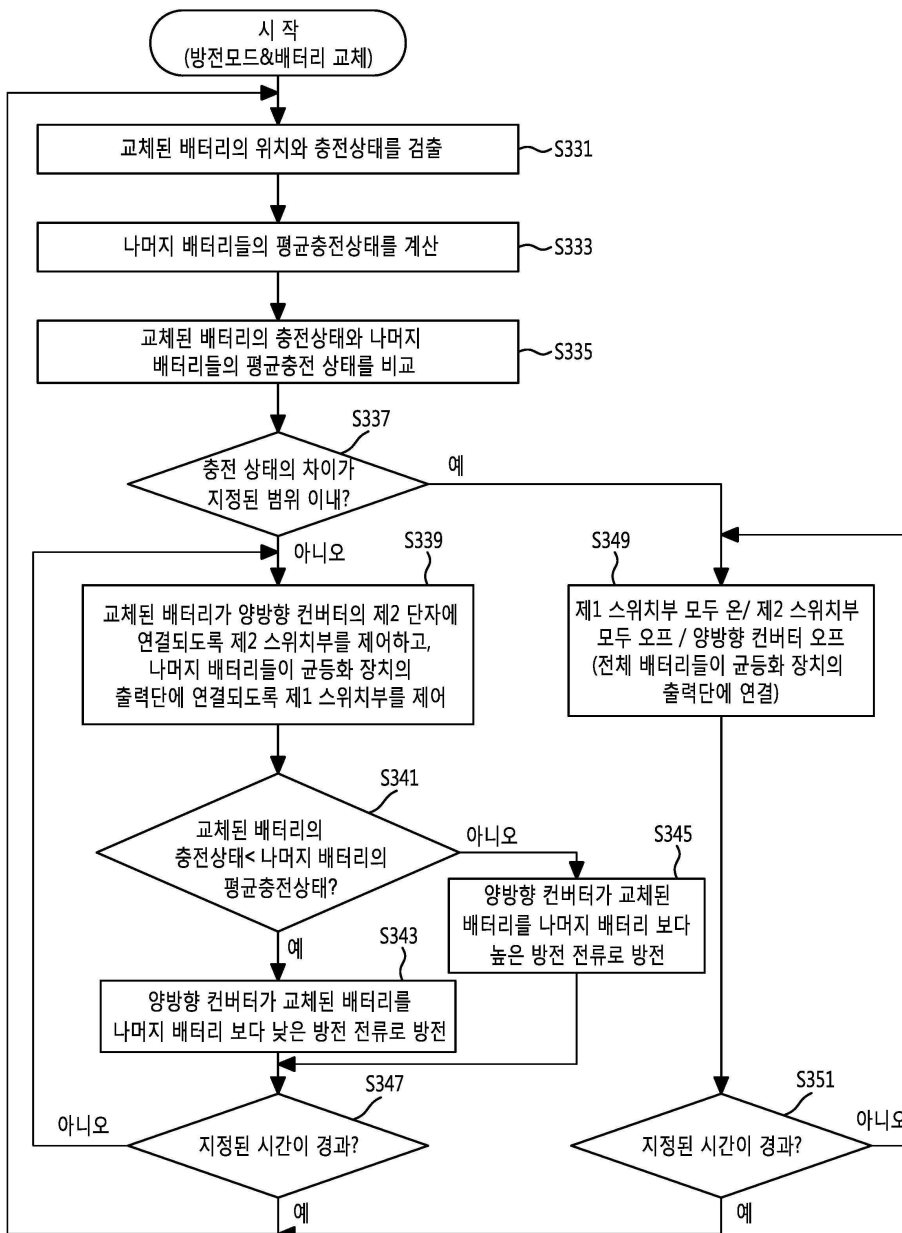 시 작
(방전모드&배터리 교체)
교체된 배터리의 위치와 충전상태를 검출
S331
나머지 배터리들의 평균충전상태를 계산
S333
교체된 배터리의 충전상태와 나머지
배터리들의 평균충전 상태를 비교
S335
S337
충전 상태의 차이가
지정된 범위 이내?
예
아니오
S339
교체된 배터리가 양방향 컨버터의 제2 단자에
연결되도록 제2 스위치부를 제어하고,
나머지 배터리들이 균등화 장치의
출력단에 연결되도록 제1 스위치부를 제어
S349
제1 스위치부 모두 온/ 제2 스위치부
모두 오프 / 양방향 컨버터 오프
(전체 배터리들이 균등화 장치의
출력단에 연결)
S341
교체된 배터리의
충전상태< 나머지 배터리의
평균충전상태?
아니오
예
S345
양방향 컨버터가 교체된
배터리를 나머지 배터리 보다
높은 방전 전류로 방전
S343
양방향 컨버터가 교체된 배터리를
나머지 배터리 보다 낮은 방전 전류로 방전
S347
지정된 시간이 경과?
아니오
예
S351
지정된 시간이 경과?
아니오
예